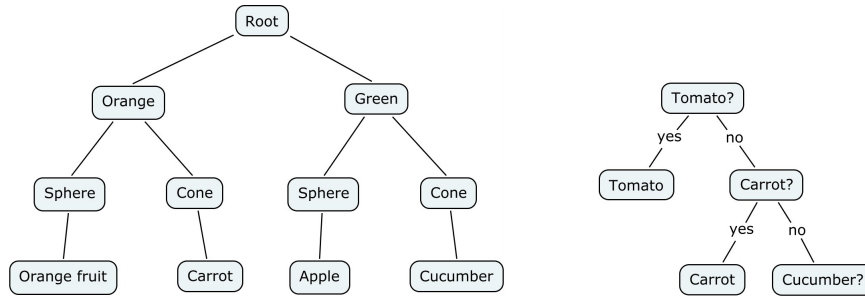 Root
Orange
Green
Sphere
Cone
Sphere
Cone
Orange fruit
Carrot
Apple
Cucumber
Tomato?
yes
no
Tomato
Carrot?
yes
no
Carrot
Cucumber?